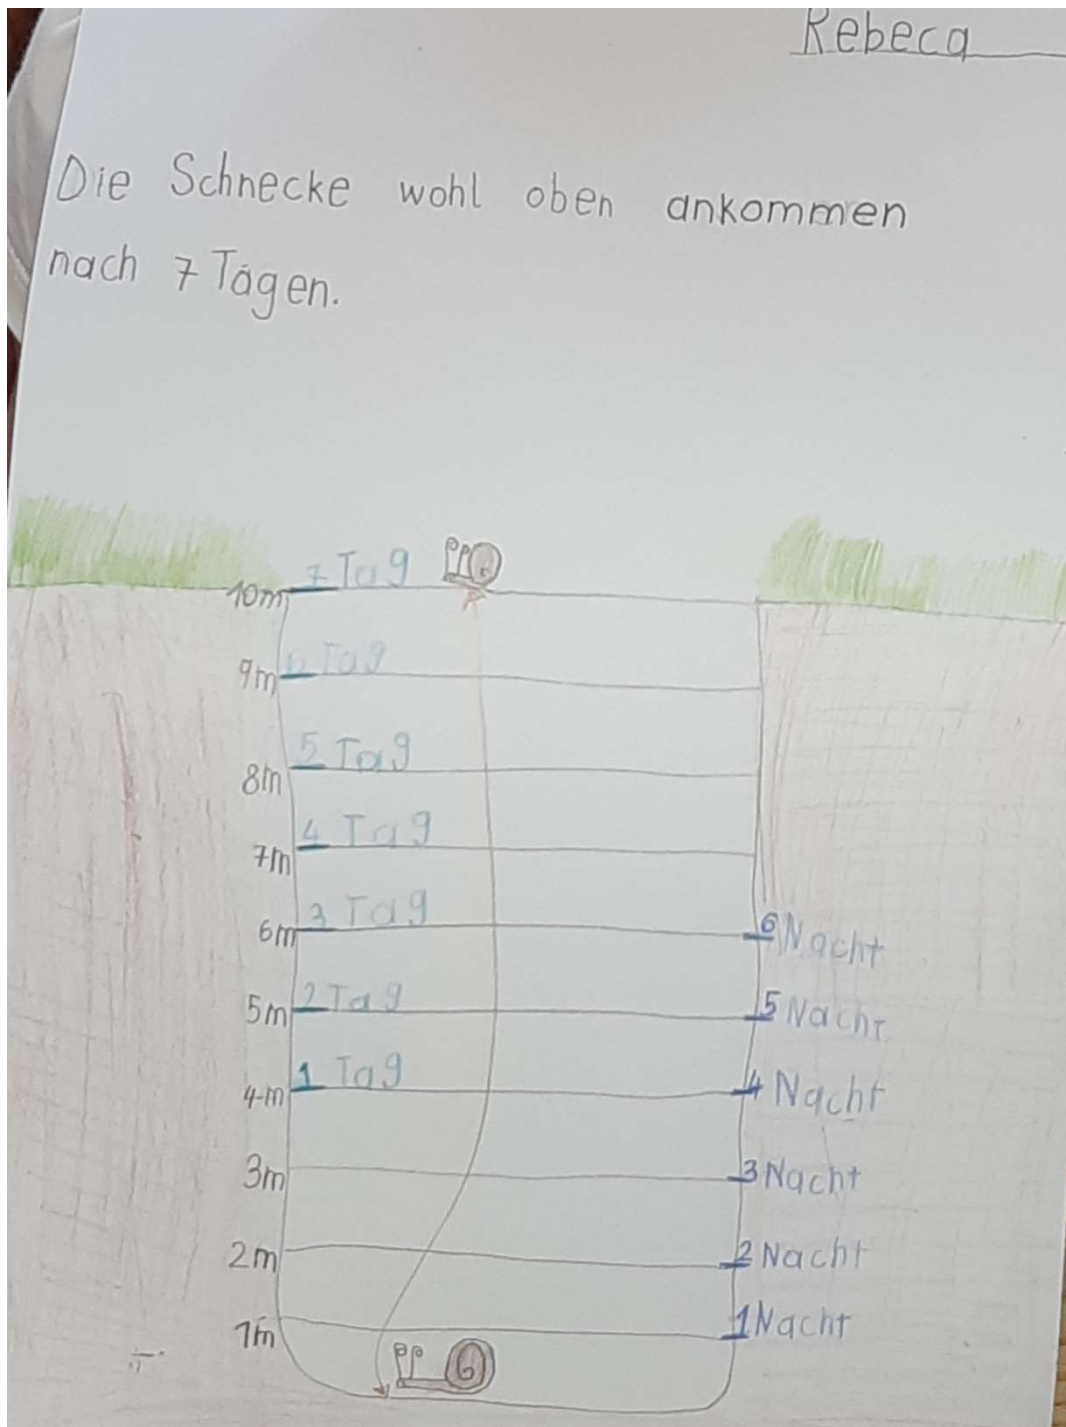 Rebeca
Die Schnecke wohl oben ankommen
nach 7 Tagen.
10m 7 Tag
9m 6 Tag
8m 5 Tag
7m 4 Tag
6m 3 Tag 6 Nacht
5m 2 Tag 5 Nacht
4m 1 Tag 4 Nacht
3m 3 Nacht
2m 2 Nacht
1m 1 Nacht